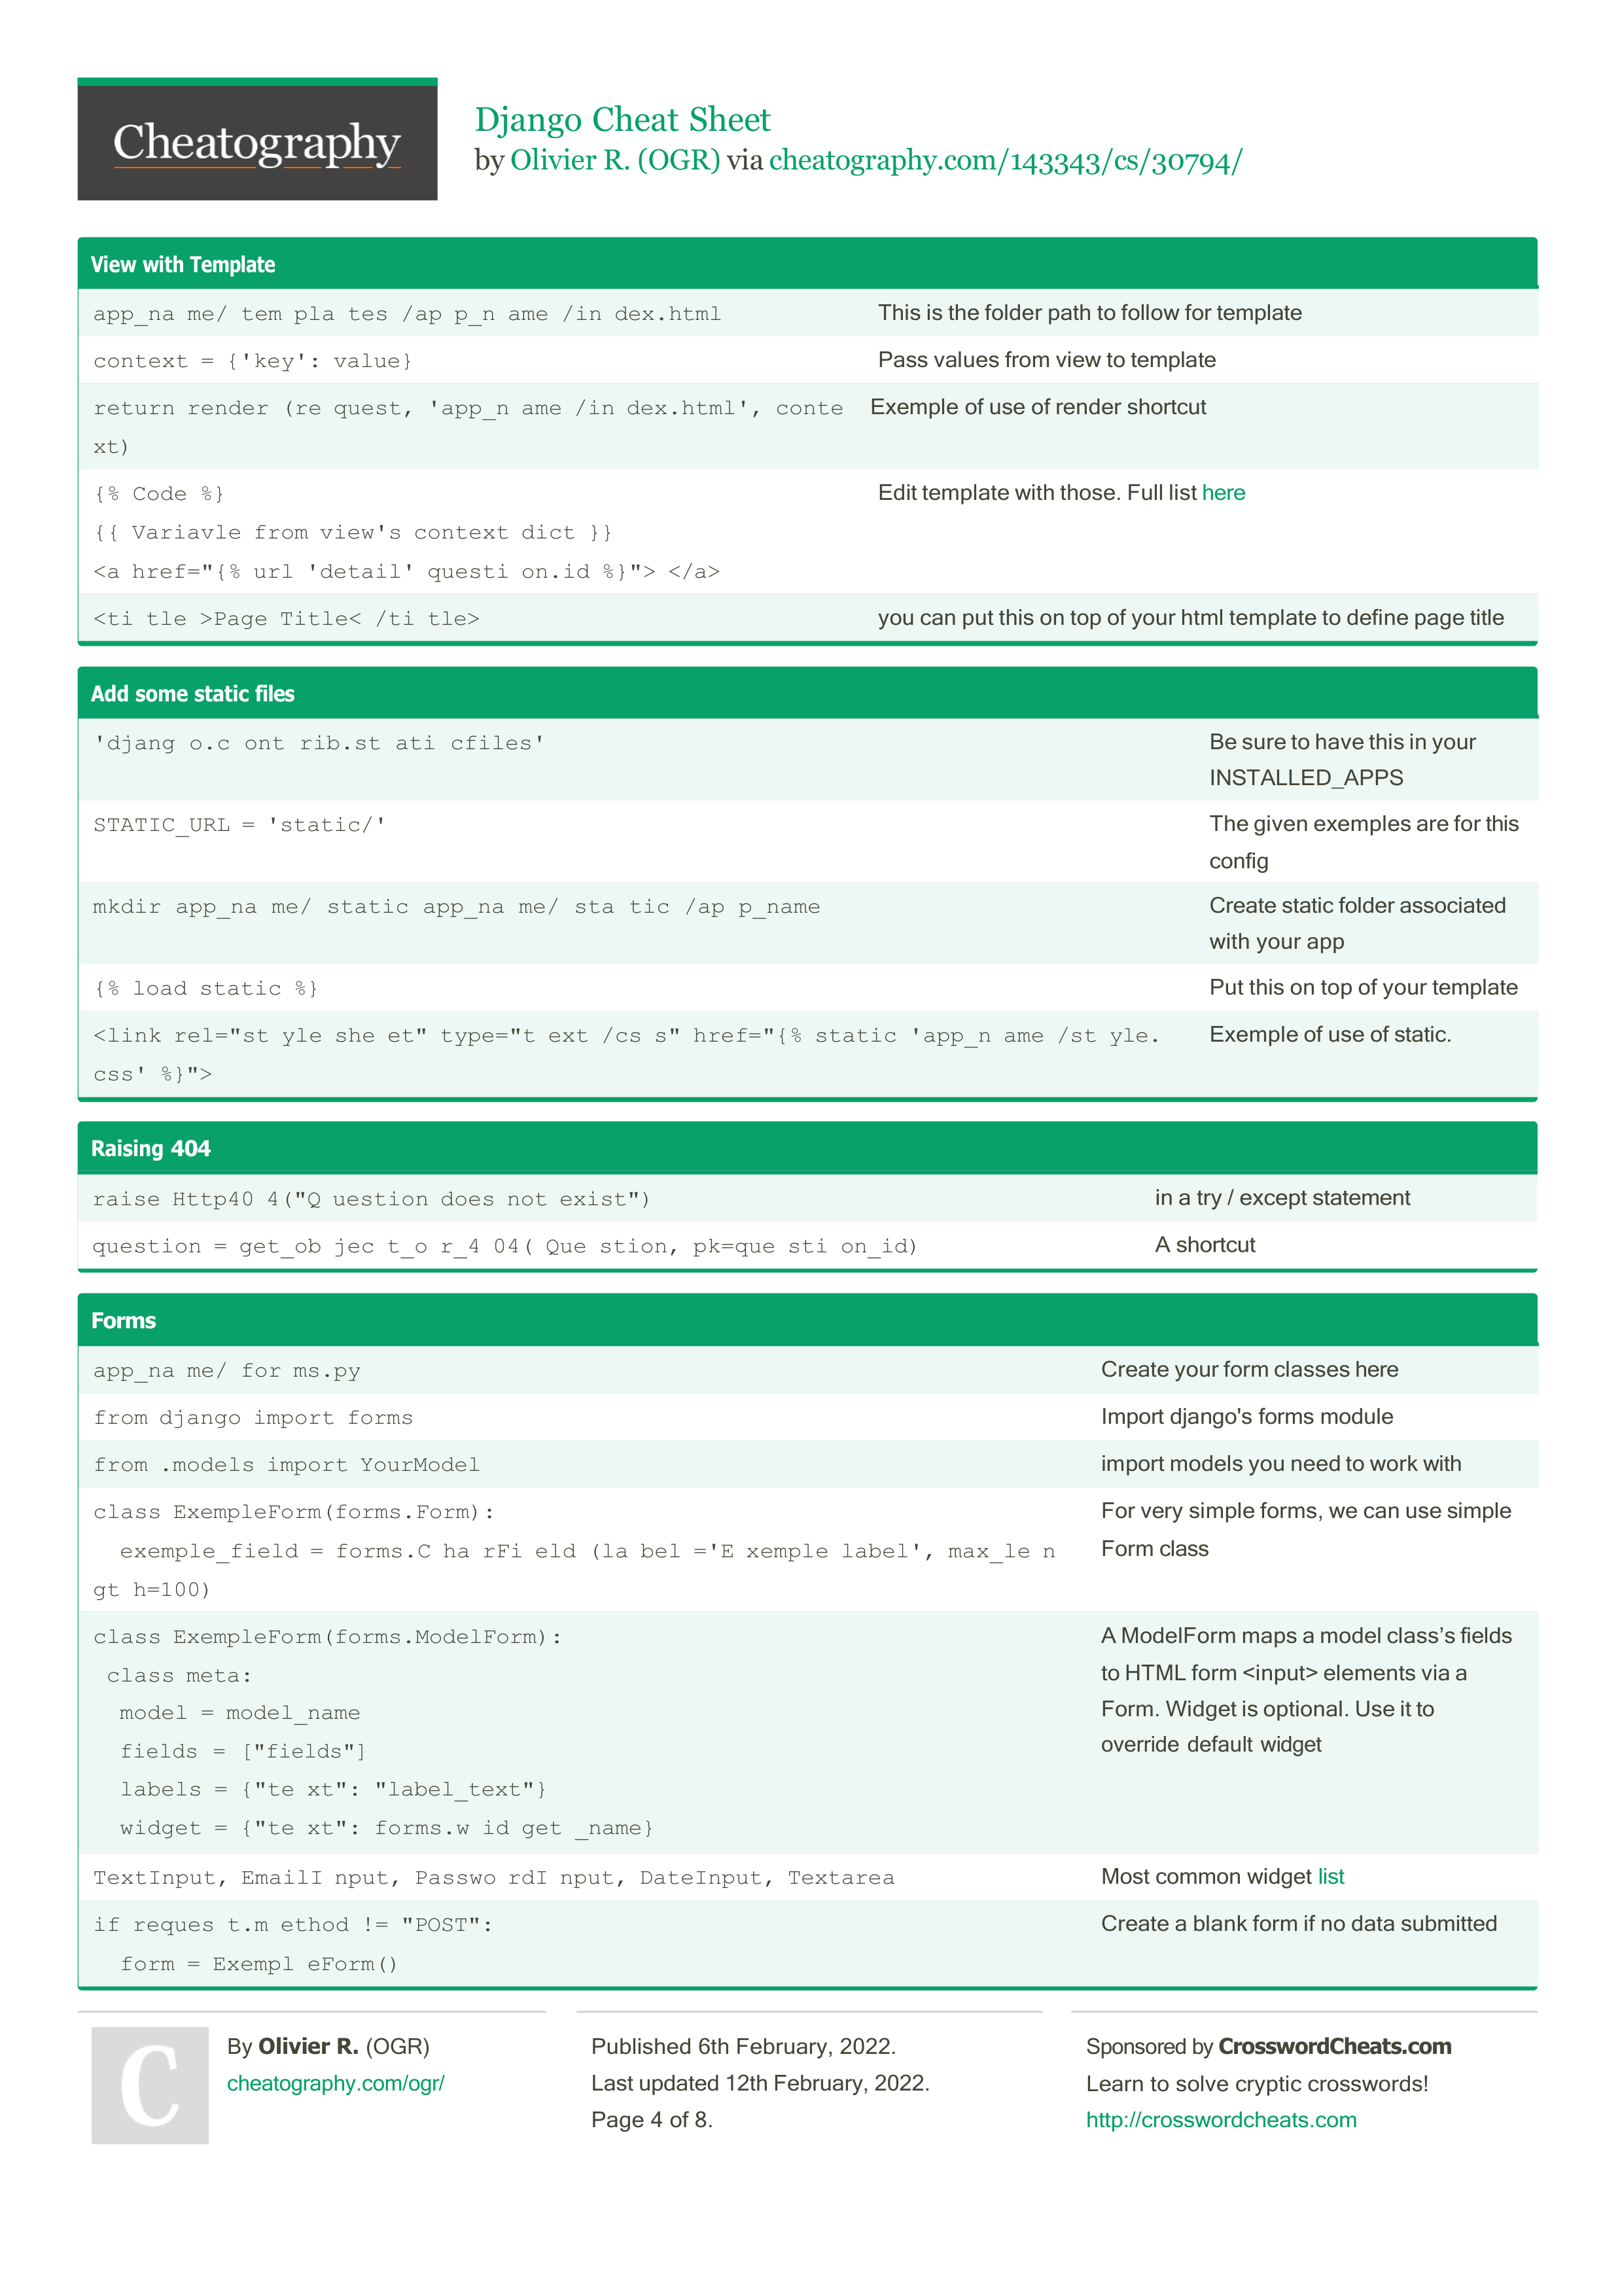 Cheatography
Django Cheat Sheet
by Olivier R. (OGR) via cheatography.com/143343/cs/30794/
View with Template
app_na me/ tem pla tes /ap p_n ame /in dex.html
This is the folder path to follow for template
context = {'key': value}
Pass values from view to template
return render (re quest, 'app_n ame /in dex.html', conte
xt)
Exemple of use of render shortcut
{% Code %}
{{ Variavle from view's context dict }}
<a href="{% url 'detail' questi on.id %}"> </a>
Edit template with those. Full list here
<ti tle >Page Title< /ti tle>
you can put this on top of your html template to define page title
Add some static files
'djang o.c ont rib.st ati cfiles'
Be sure to have this in your
INSTALLED_APPS
STATIC_URL = 'static/'
The given exemples are for this
config
mkdir app_na me/ static app_na me/ sta tic /ap p_name
Create static folder associated
with your app
{% load static %}
Put this on top of your template
<link rel="st yle she et" type="t ext /cs s" href="{% static 'app_n ame /st yle.
css' %}">
Exemple of use of static.
Raising 404
raise Http40 4("Q uestion does not exist")
in a try / except statement
question = get_ob jec t_o r_4 04( Que stion, pk=que sti on_id)
A shortcut
Forms
app_na me/ for ms.py
Create your form classes here
from django import forms
Import django's forms module
from .models import YourModel
import models you need to work with
class ExempleForm(forms.Form):
exemple_field = forms.C ha rFi eld (la bel ='E xemple label', max_le n
gt h=100)
For very simple forms, we can use simple
Form class
class ExempleForm(forms.ModelForm):
class meta:
model = model_name
fields = ["fields"]
labels = {"te xt": "label_text"}
widget = {"te xt": forms.w id get _name}
A ModelForm maps a model class’s fields
to HTML form <input> elements via a
Form. Widget is optional. Use it to
override default widget
TextInput, EmailI nput, Passwo rdI nput, DateInput, Textarea
Most common widget list
if reques t.m ethod != "POST":
form = Exempl eForm()
Create a blank form if no data submitted
C
By Olivier R. (OGR)
cheatography.com/ogr/
Published 6th February, 2022.
Last updated 12th February, 2022.
Page 4 of 8.
Sponsored by CrosswordCheats.com
Learn to solve cryptic crosswords!
http://crosswordcheats.com